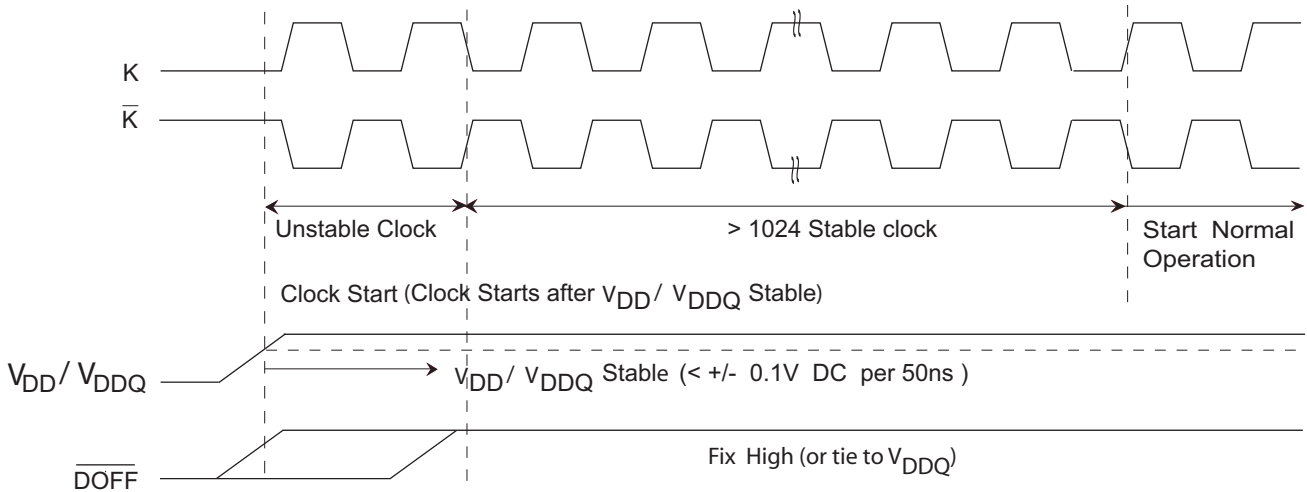 K
K̅
Unstable Clock
> 1024 Stable clock
Start Normal
Operation
Clock Start (Clock Starts after VDD / VDDQ Stable)
VDD / VDDQ
VDD / VDDQ Stable (< +/- 0.1V DC per 50ns )
Fix High (or tie to VDDQ)
D̅O̅F̅F̅